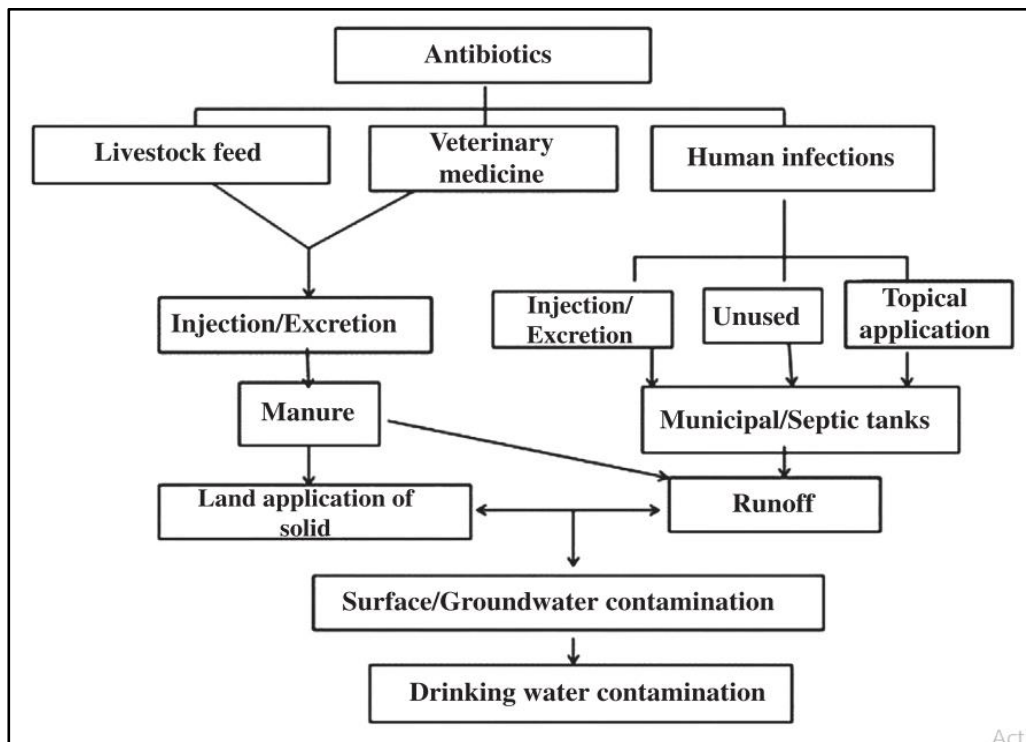 Antibiotics
Livestock feed
Veterinary
medicine
Human infections
Injection/Excretion
Injection/
Excretion
Unused
Topical
application
Manure
Municipal/Septic tanks
Land application of
solid
Runoff
Surface/Groundwater contamination
Drinking water contamination
Act